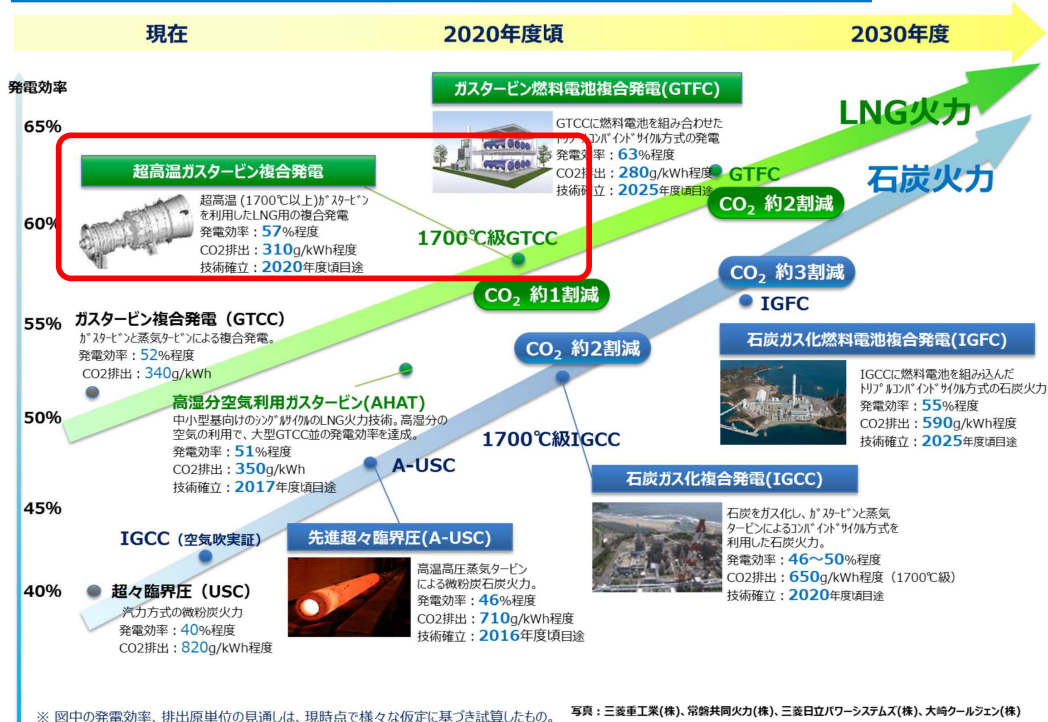 現在
2020年度頃
2030年度
発電効率
65%
60%
55%
50%
45%
40%
ガスタービン燃料電池複合発電(GTFC)
GTCCに燃料電池を組み合わせた
トリプルコンバインドサイクル方式の発電
発電効率：63%程度
CO2排出：280g/kWh程度
技術確立：2025年度頃目途
LNG火力
石炭火力
超高温ガスタービン複合発電
超高温 (1700℃以上)ガスタービン
を利用したLNG用の複合発電
発電効率：57%程度
CO2排出：310g/kWh程度
技術確立：2020年度頃目途
1700℃級GTCC
GTFC
CO₂ 約2割減
CO₂ 約1割減
CO₂ 約3割減
IGFC
ガスタービン複合発電（GTCC）
ガスタービンと蒸気タービンによる複合発電。
発電効率：52%程度
CO2排出：340g/kWh
CO₂ 約2割減
石炭ガス化燃料電池複合発電(IGFC)
IGCCに燃料電池を組み込んだ
トリプルコンバインドサイクル方式の石炭火力
発電効率：55%程度
CO2排出：590g/kWh程度
技術確立：2025年度頃目途
高湿分空気利用ガスタービン(AHAT)
中小型基向けのシングルサイクルのLNG火力技術。高湿分の
空気の利用で、大型GTCC並の発電効率を達成。
発電効率：51%程度
CO2排出：350g/kWh
技術確立：2017年度頃目途
1700℃級IGCC
A-USC
石炭ガス化複合発電(IGCC)
石炭をガス化し、ガスタービンと蒸気
タービンによるコンバインドサイクル方式を
利用した石炭火力。
発電効率：46～50%程度
CO2排出：650g/kWh程度（1700℃級）
技術確立：2020年度頃目途
IGCC（空気吹実証）
先進超々臨界圧(A-USC)
高温高圧蒸気タービン
による微粉炭石炭火力。
発電効率：46%程度
CO2排出：710g/kWh程度
技術確立：2016年度頃目途
超々臨界圧（USC）
汽力方式の微粉炭火力
発電効率：40%程度
CO2排出：820g/kWh程度
※ 図中の発電効率、排出原単位の見通しは、現時点で様々な仮定に基づき試算したもの。
写真：三菱重工業(株)、常磐共同火力(株)、三菱日立パワーシステムズ(株)、大崎クールジェン(株)